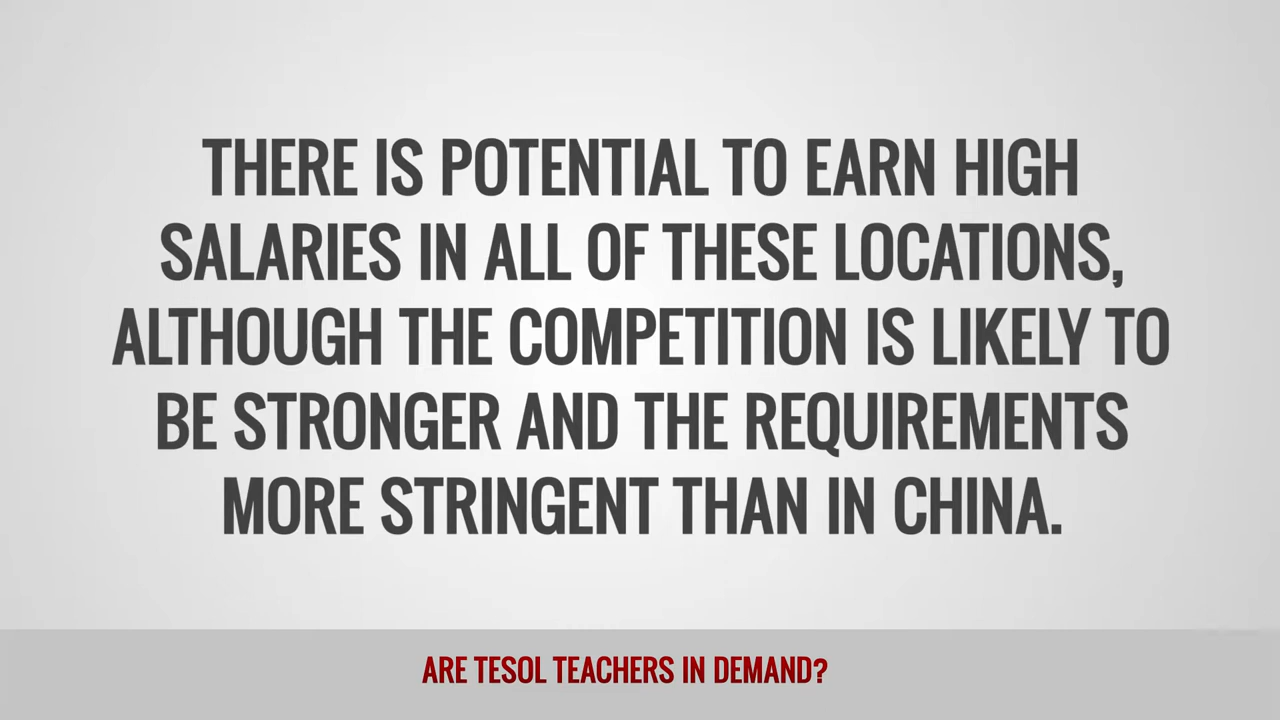 THERE IS POTENTIAL TO EARN HIGH
SALARIES IN ALL OF THESE LOCATIONS,
ALTHOUGH THE COMPETITION IS LIKELY TO
BE STRONGER AND THE REQUIREMENTS
MORE STRINGENT THAN IN CHINA.
ARE TESOL TEACHERS IN DEMAND?